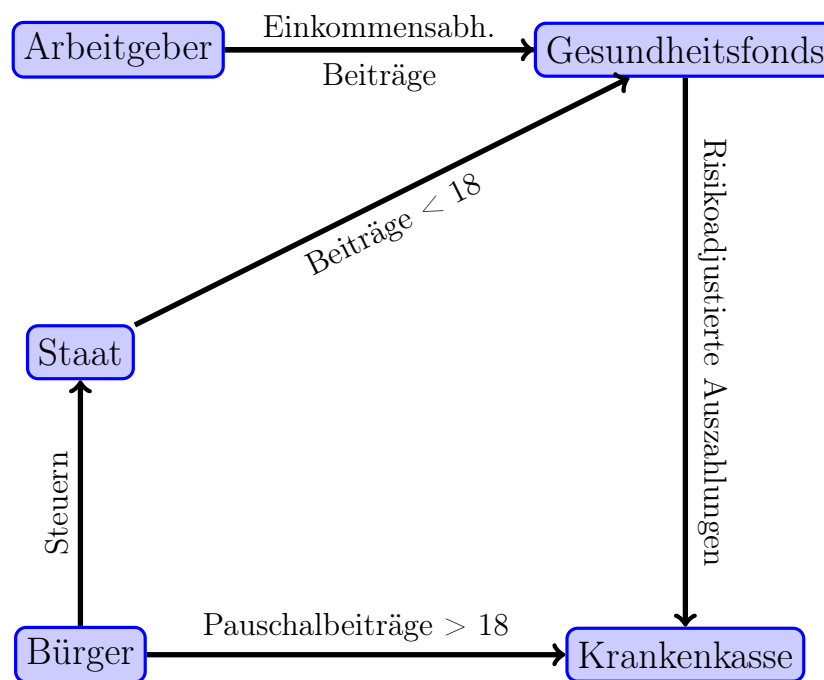 Arbeitgeber
Einkommensabh.
Beiträge
Gesundheitsfonds
Beiträge < 18
Risikoadjustierte Auszahlungen
Staat
Steuern
Bürger
Pauschalbeiträge > 18
Krankenkasse